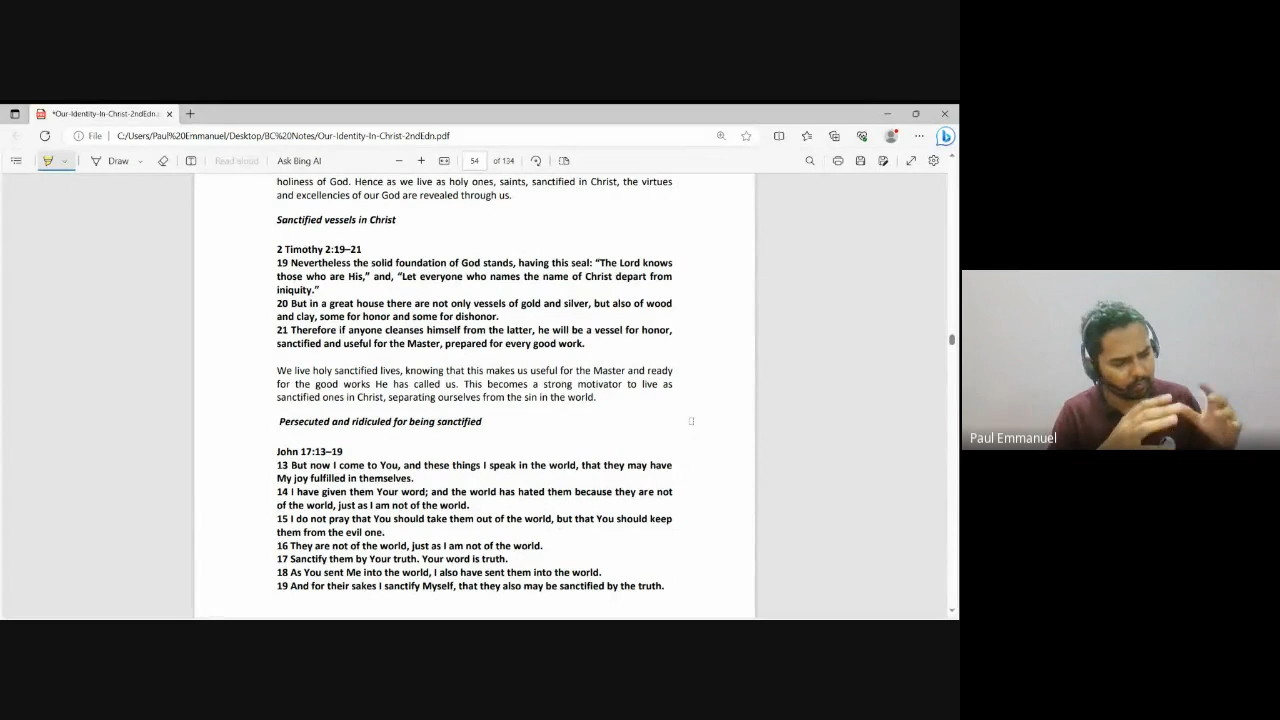 *Our-Identity-In-Christ-2ndEdn.p
File C:/Users/Paul%20Emmanuel/Desktop/BC%20Notes/Our-Identity-In-Christ-2ndEdn.pdf
Draw Read aloud Ask Bing AI 54 of 134
holiness of God. Hence as we live as holy ones, saints, sanctified in Christ, the virtues
and excellencies of our God are revealed through us.
Sanctified vessels in Christ
2 Timothy 2:19–21
19 Nevertheless the solid foundation of God stands, having this seal: “The Lord knows
those who are His,” and, “Let everyone who names the name of Christ depart from
iniquity.”
20 But in a great house there are not only vessels of gold and silver, but also of wood
and clay, some for honor and some for dishonor.
21 Therefore if anyone cleanses himself from the latter, he will be a vessel for honor,
sanctified and useful for the Master, prepared for every good work.
We live holy sanctified lives, knowing that this makes us useful for the Master and ready
for the good works He has called us. This becomes a strong motivator to live as
sanctified ones in Christ, separating ourselves from the sin in the world.
Persecuted and ridiculed for being sanctified
John 17:13–19
13 But now I come to You, and these things I speak in the world, that they may have
My joy fulfilled in themselves.
14 I have given them Your word; and the world has hated them because they are not
of the world, just as I am not of the world.
15 I do not pray that You should take them out of the world, but that You should keep
them from the evil one.
16 They are not of the world, just as I am not of the world.
17 Sanctify them by Your truth. Your word is truth.
18 As You sent Me into the world, I also have sent them into the world.
19 And for their sakes I sanctify Myself, that they also may be sanctified by the truth.
Paul Emmanuel